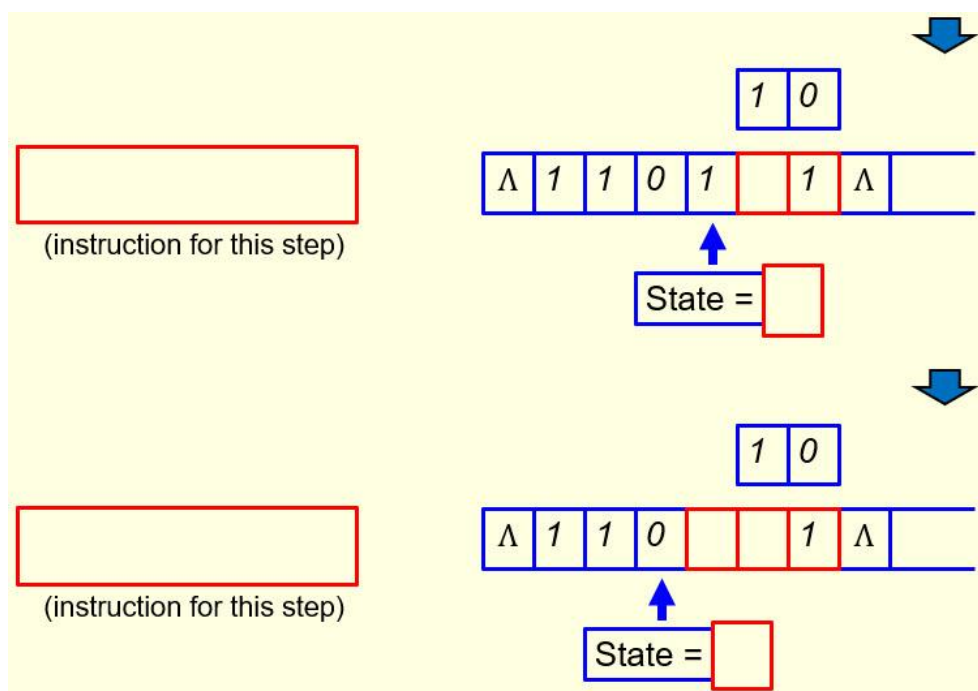 1 0
Λ 1 1 0 1 1 Λ
(instruction for this step)
State =
1 0
Λ 1 1 0 1 Λ
(instruction for this step)
State =